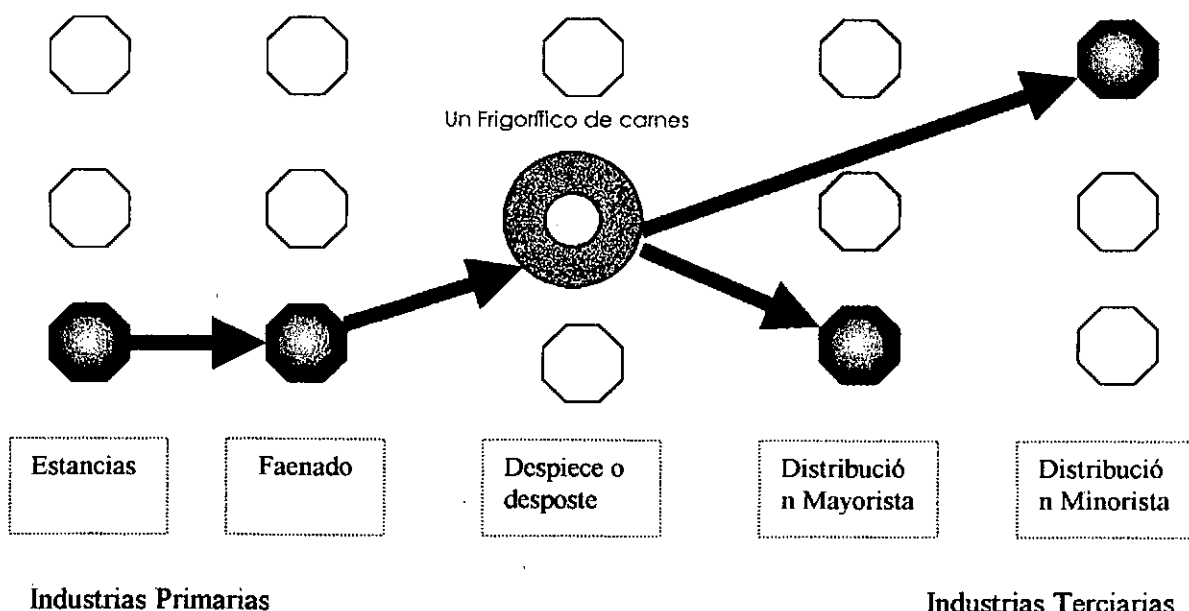 Un Frigorífico de carnes
Estancias
Faenado
Despiece o
desposte
Distribució
n Mayorista
Distribució
n Minorista
Industrias Primarias
Industrias Terciarias